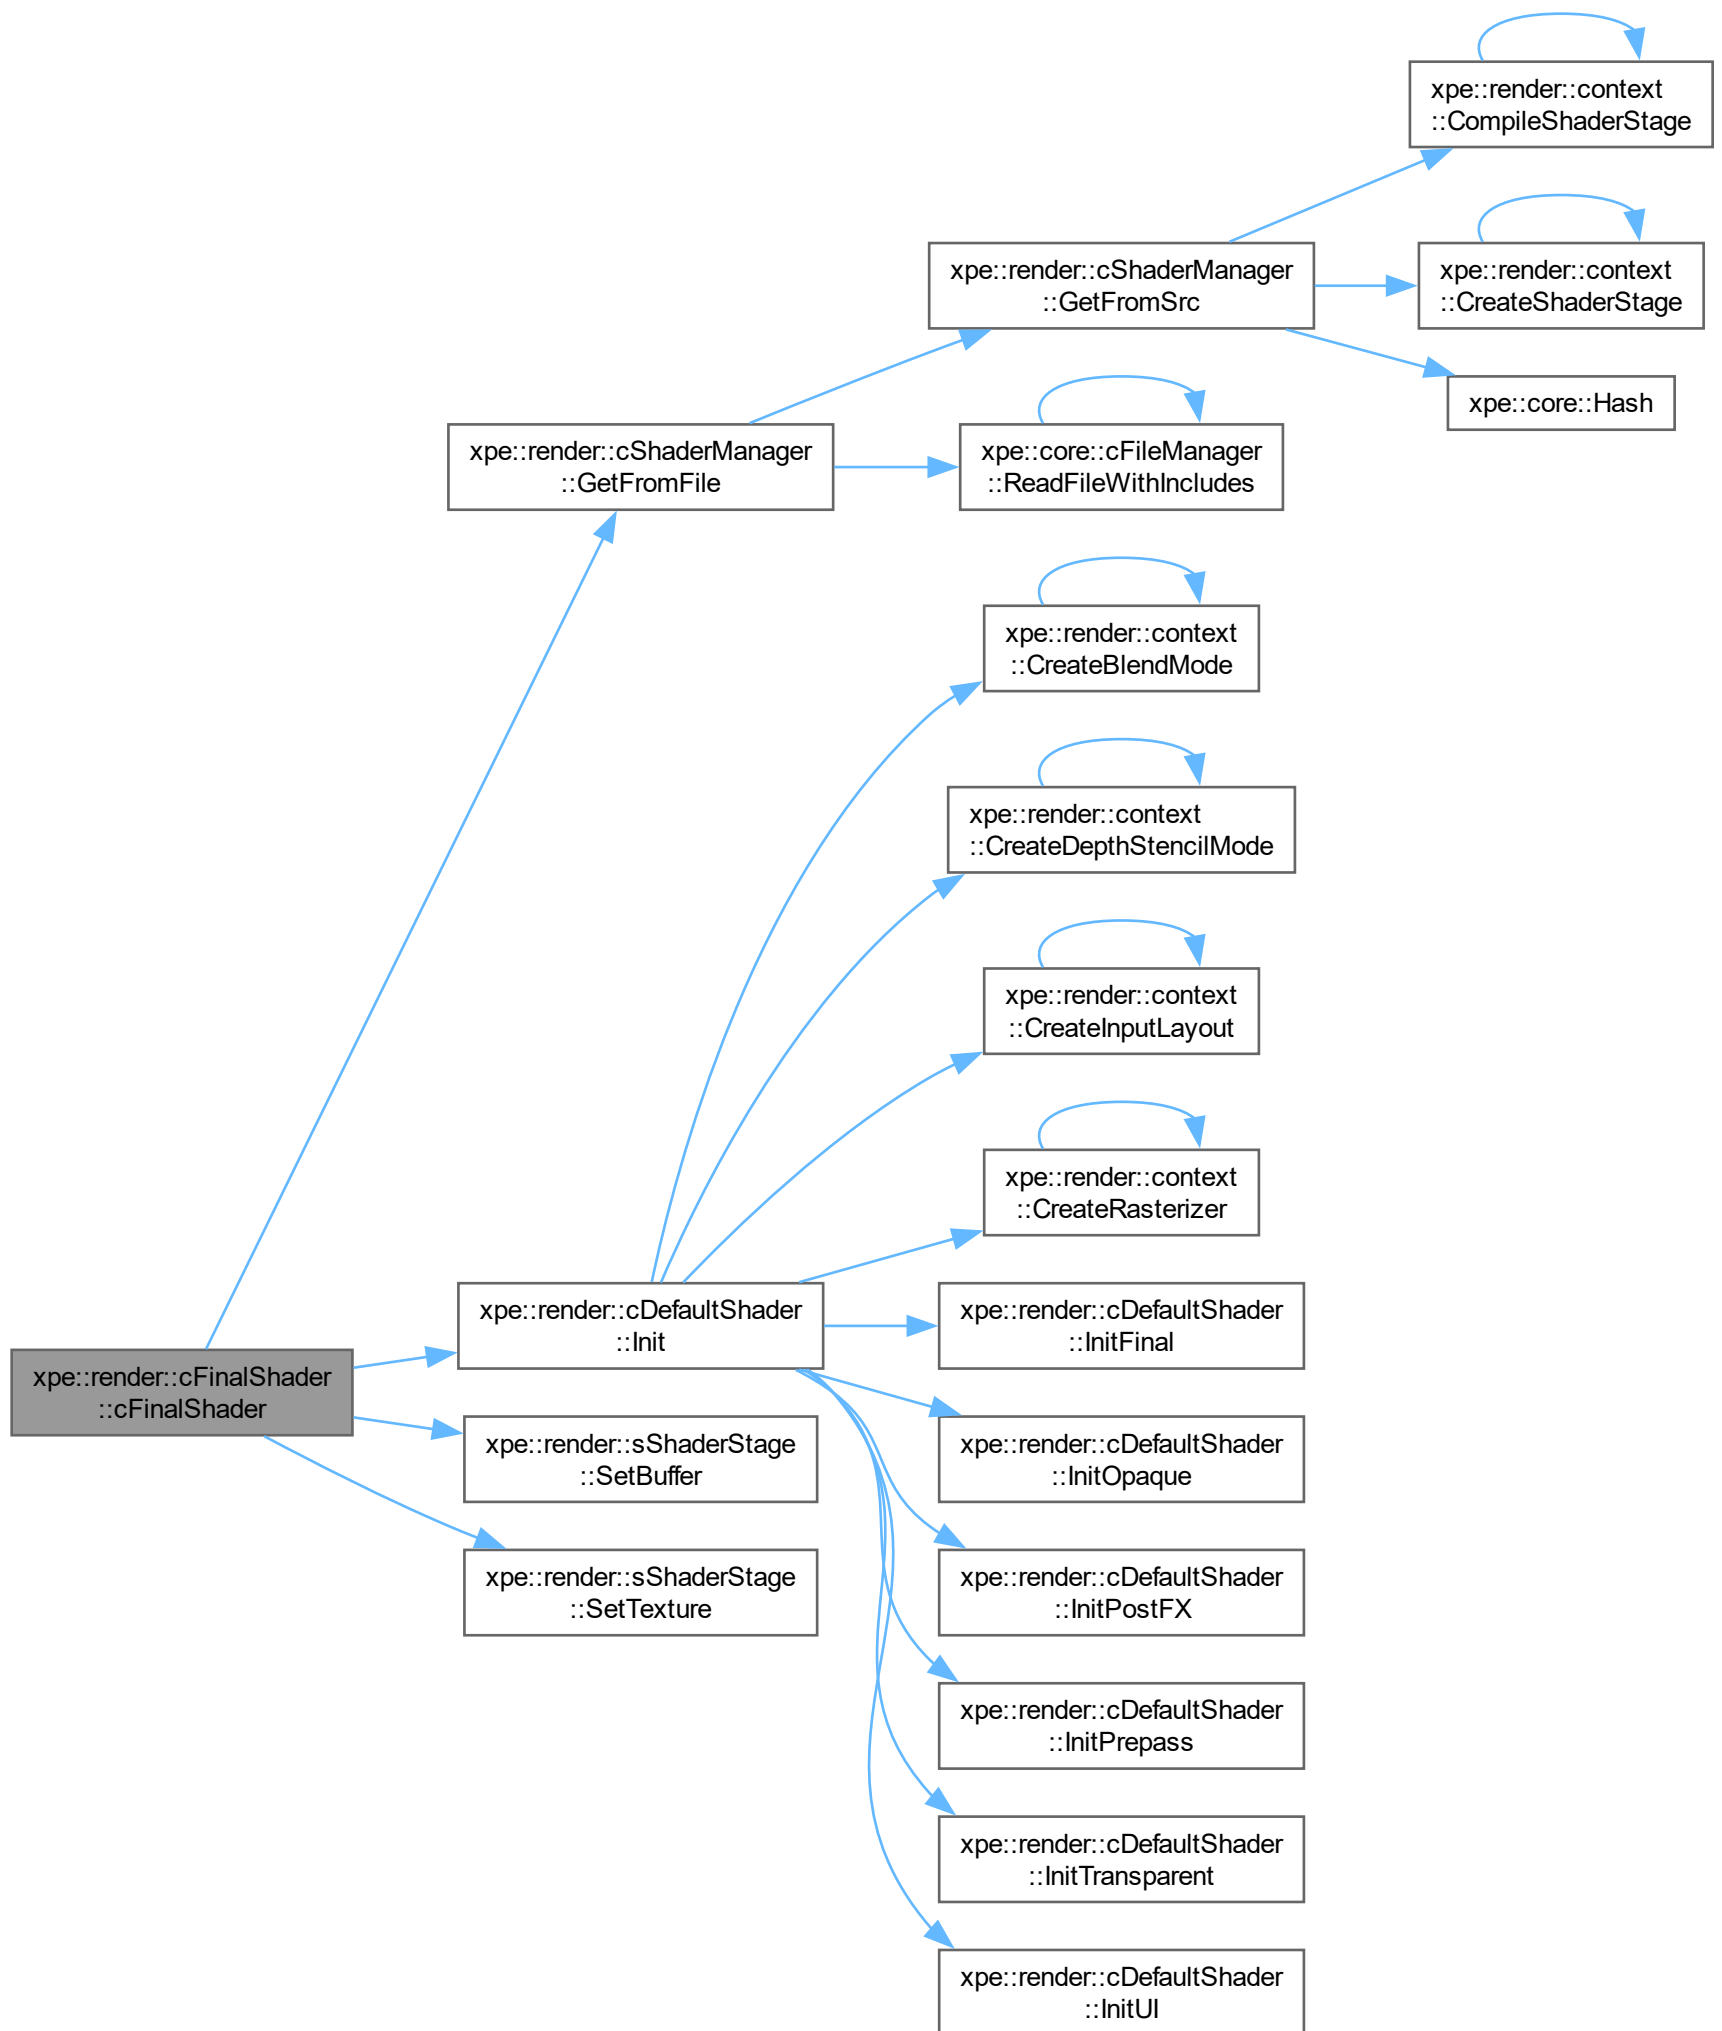 xpe::render::context
::CompileShaderStage
xpe::render::cShaderManager
::GetFromSrc
xpe::render::context
::CreateShaderStage
xpe::core::Hash
xpe::render::cShaderManager
::GetFromFile
xpe::core::cFileManager
::ReadFileWithIncludes
xpe::render::context
::CreateBlendMode
xpe::render::context
::CreateDepthStencilMode
xpe::render::context
::CreateInputLayout
xpe::render::context
::CreateRasterizer
xpe::render::cDefaultShader
::Init
xpe::render::cDefaultShader
::InitFinal
xpe::render::cFinalShader
::cFinalShader
xpe::render::sShaderStage
::SetBuffer
xpe::render::cDefaultShader
::InitOpaque
xpe::render::sShaderStage
::SetTexture
xpe::render::cDefaultShader
::InitPostFX
xpe::render::cDefaultShader
::InitPrepass
xpe::render::cDefaultShader
::InitTransparent
xpe::render::cDefaultShader
::InitUI